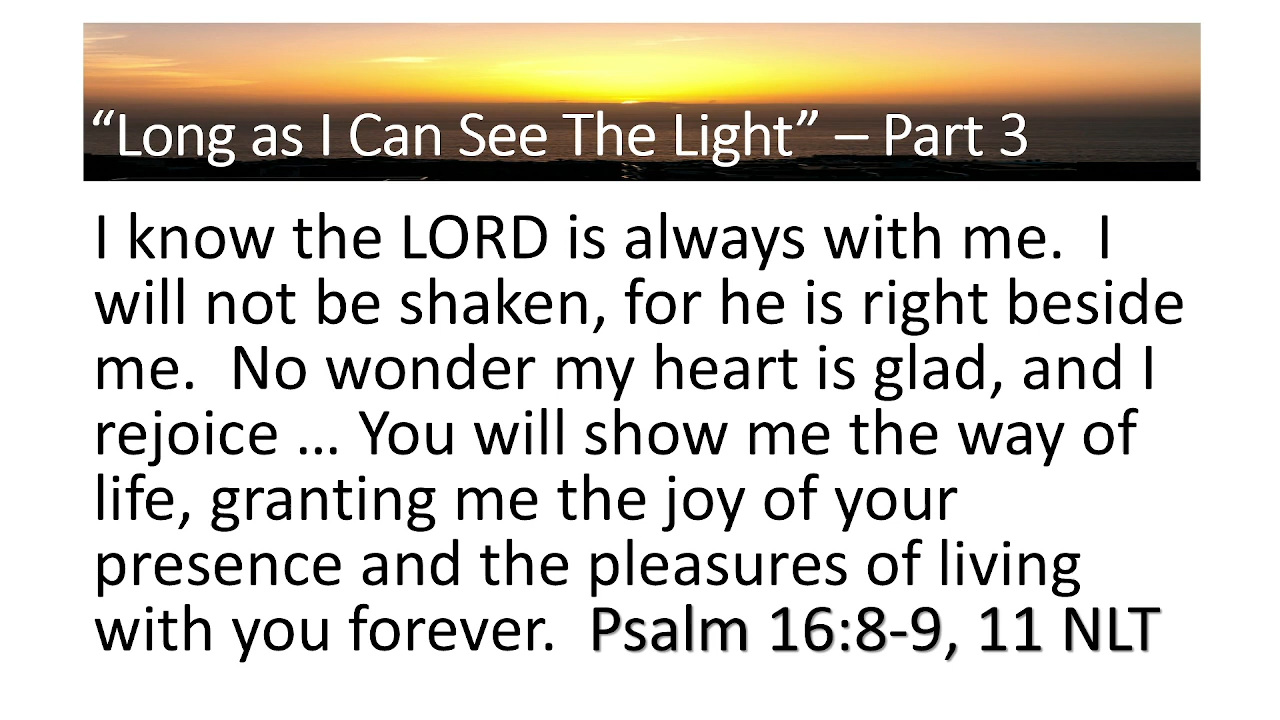 “Long as I Can See The Light” – Part 3
I know the LORD is always with me.  I
will not be shaken, for he is right beside
me.  No wonder my heart is glad, and I
rejoice … You will show me the way of
life, granting me the joy of your
presence and the pleasures of living
with you forever.  Psalm 16:8-9, 11 NLT